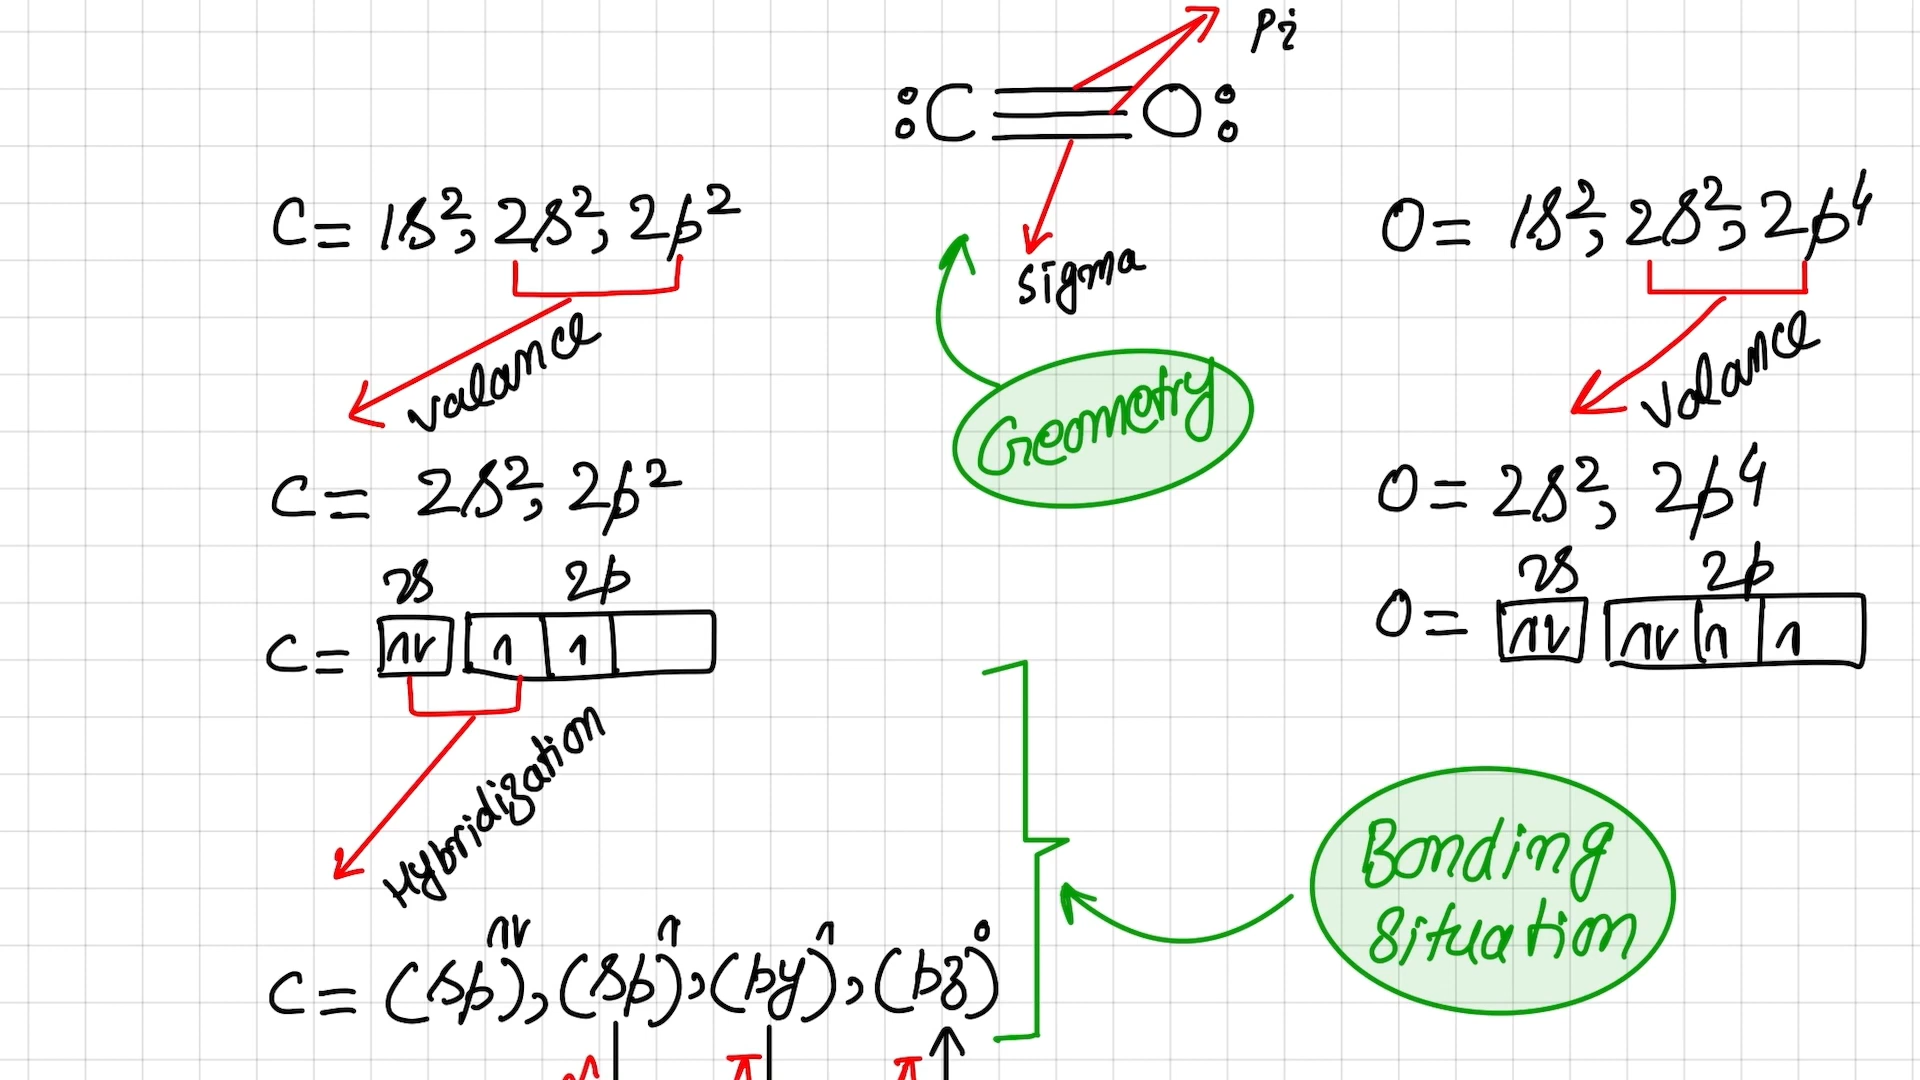 Pi
:C≡O:
C = 1s², 2s², 2p²
O = 1s², 2s², 2p⁴
sigma
valance
valance
Geometry
C = 2s², 2p²
O = 2s², 2p⁴
2s 2p
2s 2p
C = ↑↓ ↑ ↑
O = ↑↓ ↑↓ ↑ ↑
Hybridization
Bonding
Situation
↑↓ ↑ ↑ 0
C = (sp), (sp), (py), (pz)
π π